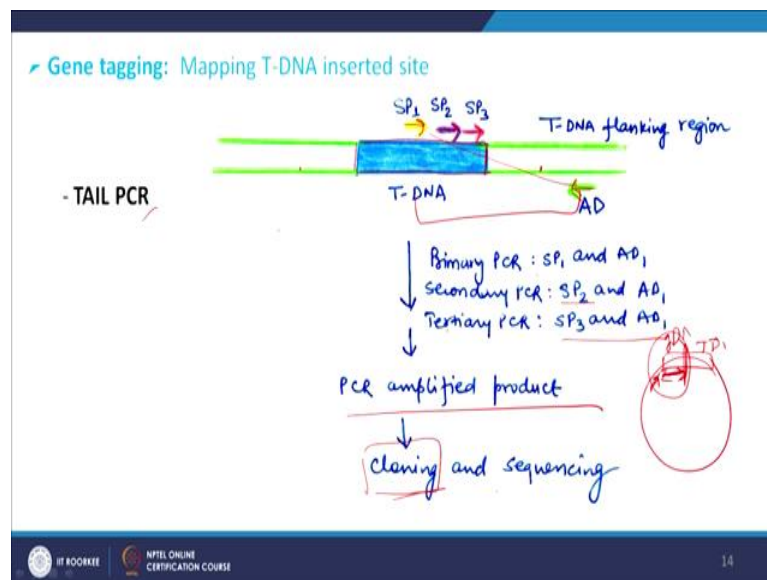 Gene tagging: Mapping T-DNA inserted site
SP1 SP2 SP3
T-DNA flanking region
- TAIL PCR
T-DNA
AD
Primary PCR : SP1 and AD1
Secondary PCR : SP2 and AD1
Tertiary PCR : SP3 and AD1
PCR amplified product
cloning and sequencing
IIT ROORKEE
NPTEL ONLINE
CERTIFICATION COURSE
14